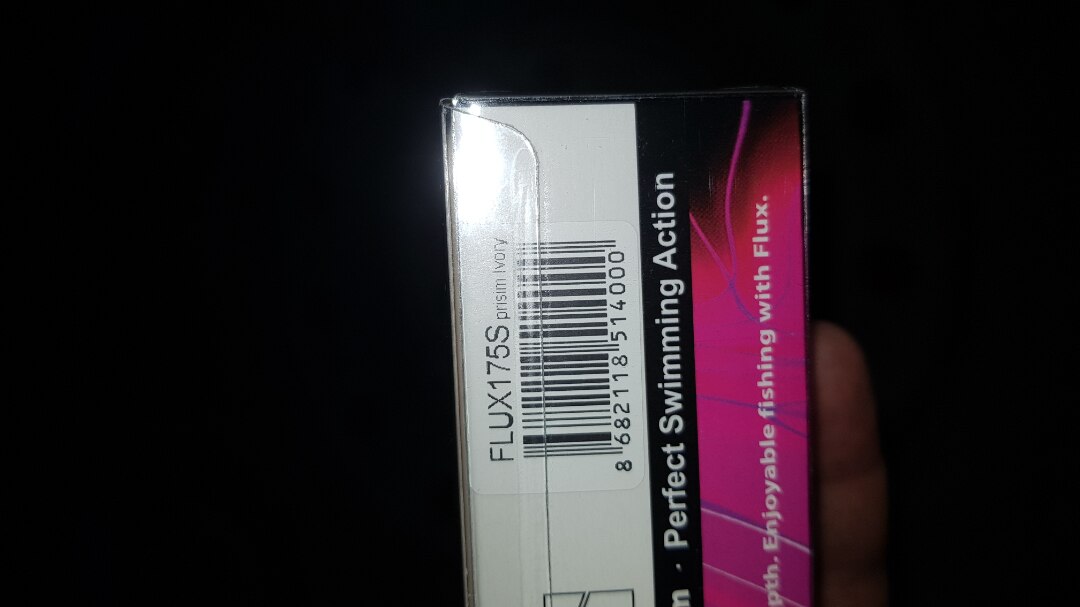 FLUX175S prisim Ivory
8 682118 514000
· Perfect Swimming Action
Enjoyable fishing with Flux.